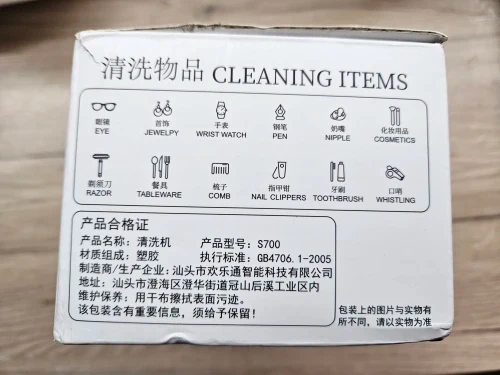 清洗物品 CLEANING ITEMS
眼镜 首饰 手表 钢笔 奶嘴 化妆用品
EYE JEWELPY WRIST WATCH PEN NIPPLE COSMETICS
剃须刀 餐具 梳子 指甲钳 牙刷 口哨
RAZOR TABLEWARE COMB NAIL CLIPPERS TOOTHBRUSH WHISTLING
产品合格证
产品名称：清洗机 产品型号：S700
材质组成：塑胶 执行标准：GB4706.1-2005
制造商/生产企业：汕头市欢乐通智能科技有限公司
地址：汕头市澄海区澄华街道冠山后溪工业区内
维护保养：用干布擦拭表面污迹。
该包装含有重要信息，须给予保留！
包装上的图片与实物有
所不同，请以实物为准